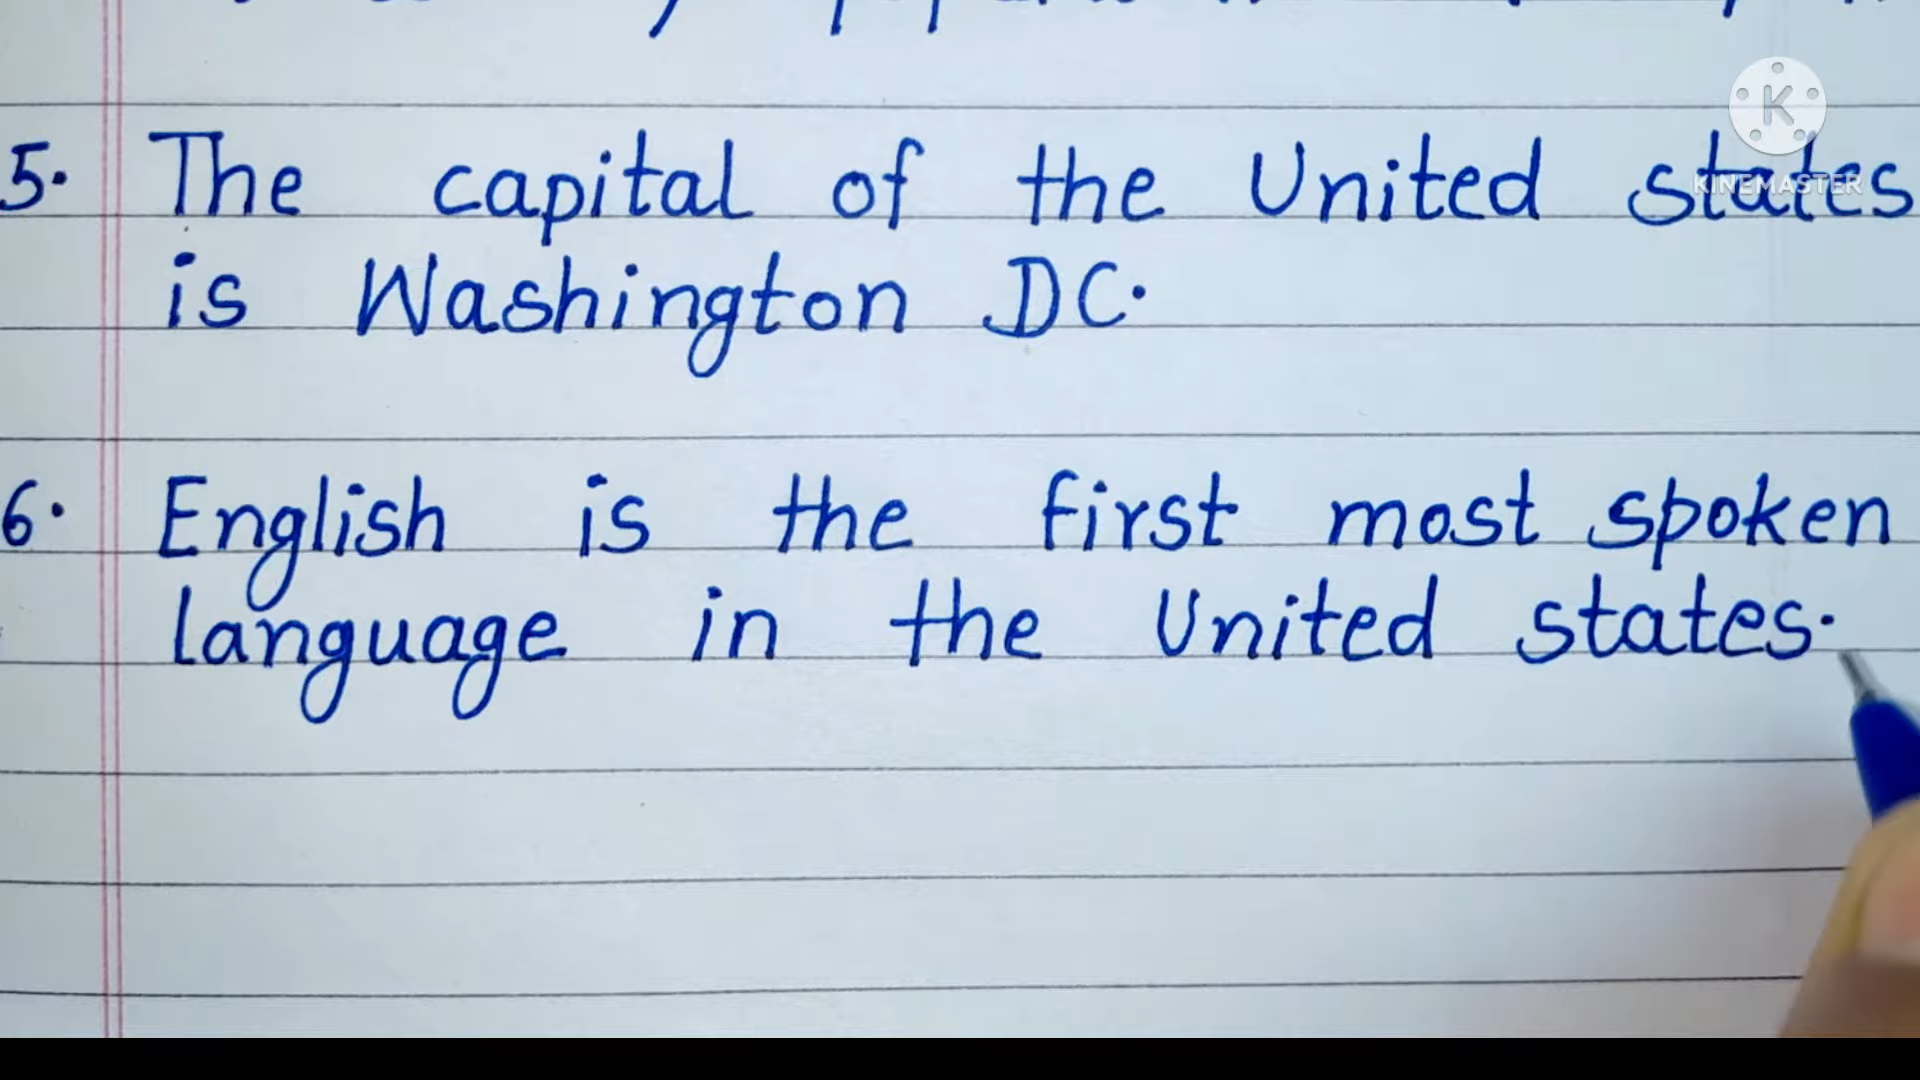 K
KINEMASTER
5. The capital of the United states
is Washington DC.
6. English is the first most spoken
language in the United states.